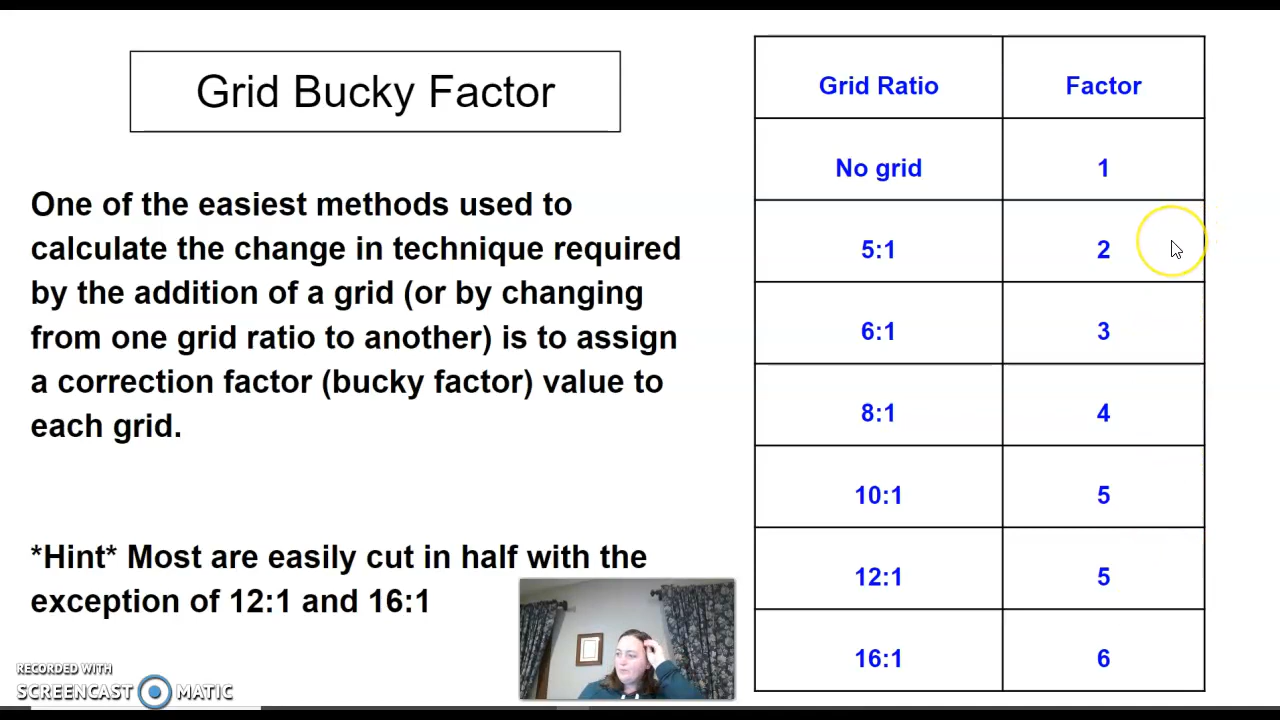 Grid Bucky Factor
One of the easiest methods used to
calculate the change in technique required
by the addition of a grid (or by changing
from one grid ratio to another) is to assign
a correction factor (bucky factor) value to
each grid.
*Hint* Most are easily cut in half with the
exception of 12:1 and 16:1
Grid Ratio Factor
No grid 1
5:1 2
6:1 3
8:1 4
10:1 5
12:1 5
16:1 6
RECORDED WITH
SCREENCAST MATIC